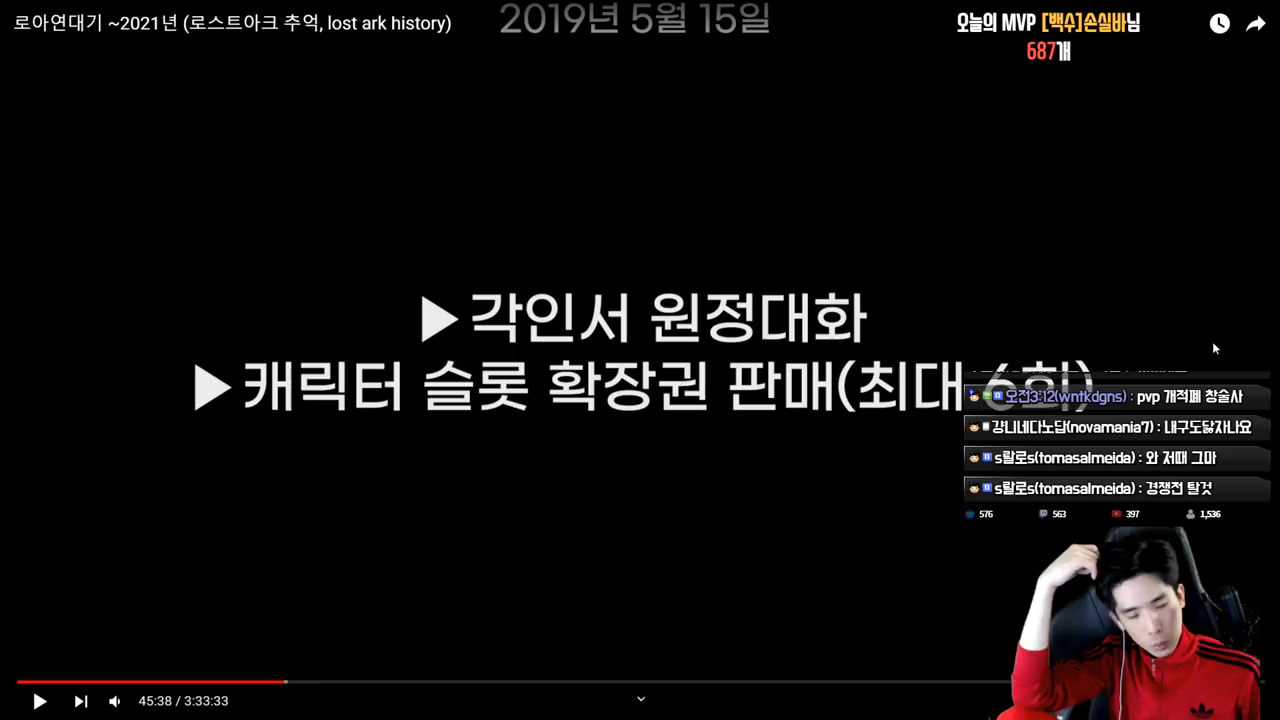 로아연대기 ~2021년 (로스트아크 추억, lost ark history)
2019년 5월 15일
오늘의 MVP [백수]손실바님
687개
▶각인서 원정대화
▶캐릭터 슬롯 확장권 판매(최대 6회)
오전3:12(wntkdgns) : pvp 개적폐 창술사
걍니네다노답(novamania7) : 내구도닳자나요
s랄로s(tomasalmeida) : 와 저때 그마
s랄로s(tomasalmeida) : 경쟁전 탈것
576 563 397 1,536
45:38 / 3:33:33